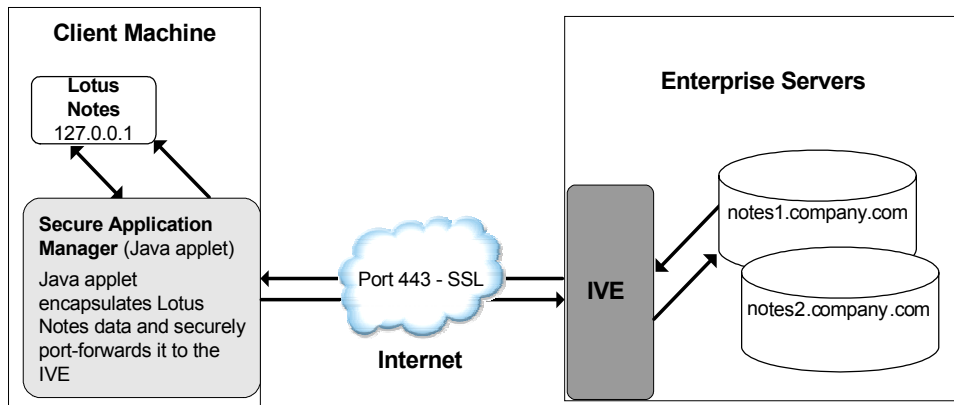 Client Machine
Lotus
Notes
127.0.0.1
Secure Application
Manager (Java applet)
Java applet
encapsulates Lotus
Notes data and securely
port-forwards it to the
IVE
Port 443 - SSL
Internet
Enterprise Servers
IVE
notes1.company.com
notes2.company.com